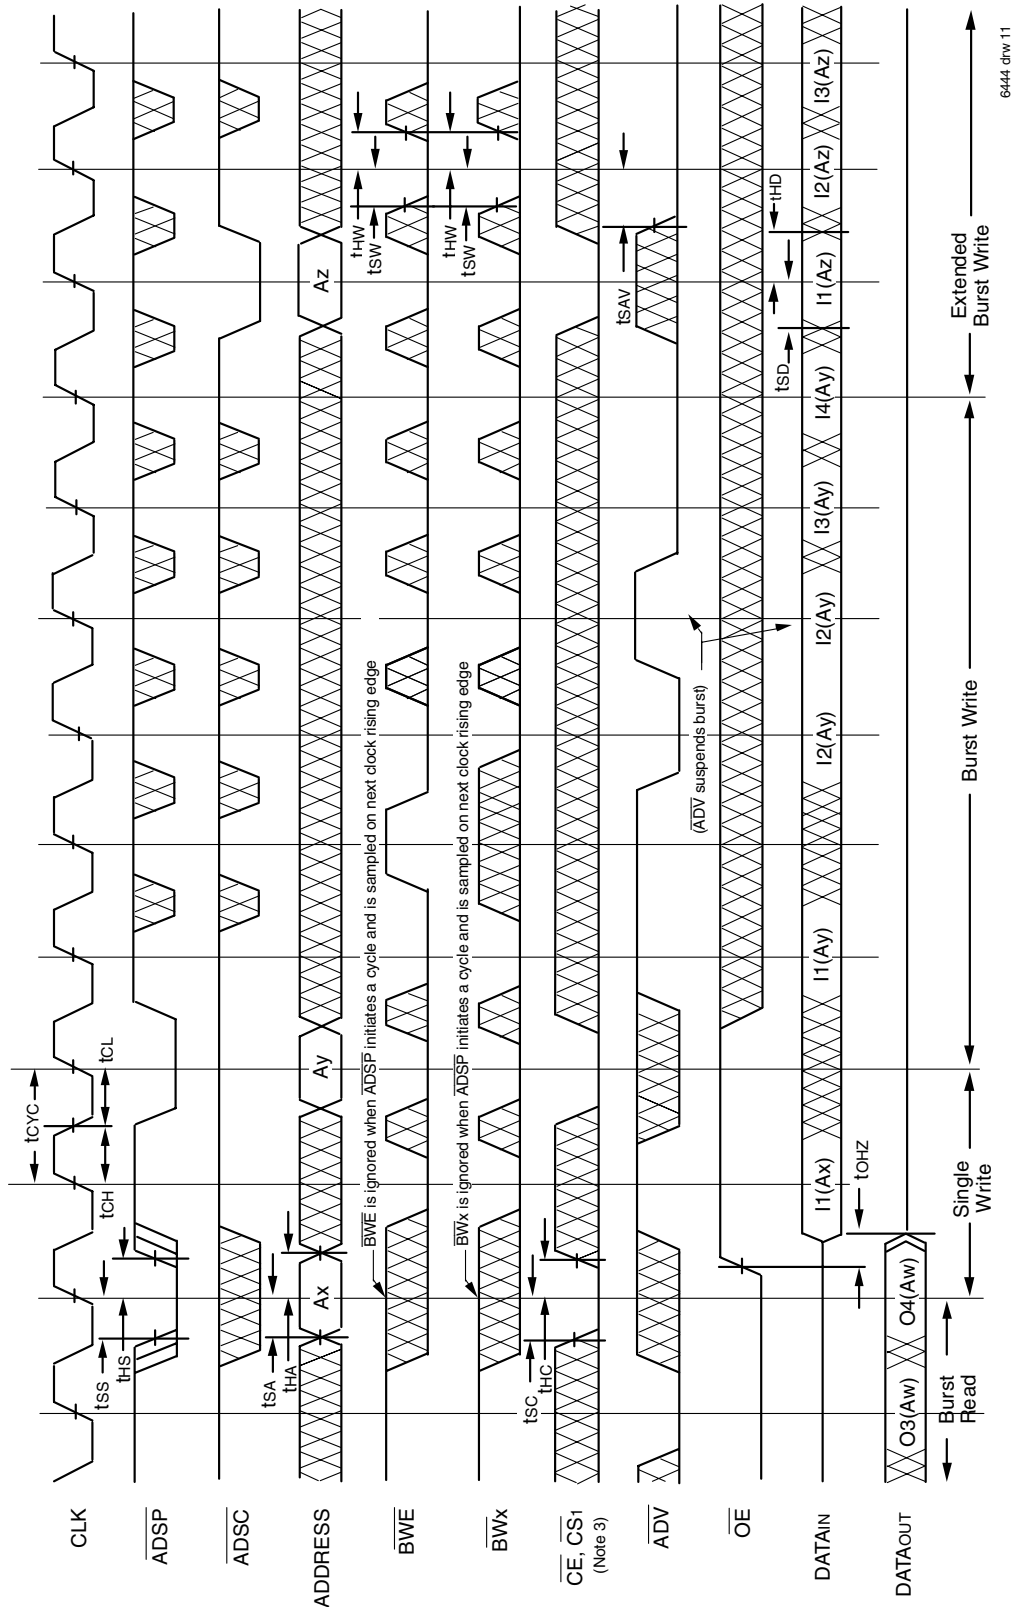 tCYC
tCH
tCL
CLK
tSS
tHS
ADSP
ADSC
tSA
tHA
ADDRESS
Ax
Ay
Az
BWE is ignored when ADSP initiates a cycle and is sampled on next clock rising edge
tHW
tSW
BWE
BWx is ignored when ADSP initiates a cycle and is sampled on next clock rising edge
tHW
tSW
BWx
tSC
tHC
CE, CS1
(Note 3)
tSAV
ADV
(ADV suspends burst)
OE
tSD
tHD
DATAIN
I1(Ax)
I1(Ay)
I2(Ay)
I2(Ay)
I3(Ay)
I4(Ay)
I1(Az)
I2(Az)
I3(Az)
tOHZ
DATAOUT
O3(Aw)
O4(Aw)
Burst
Read
Single
Write
Burst Write
Extended
Burst Write
6444 drw 11